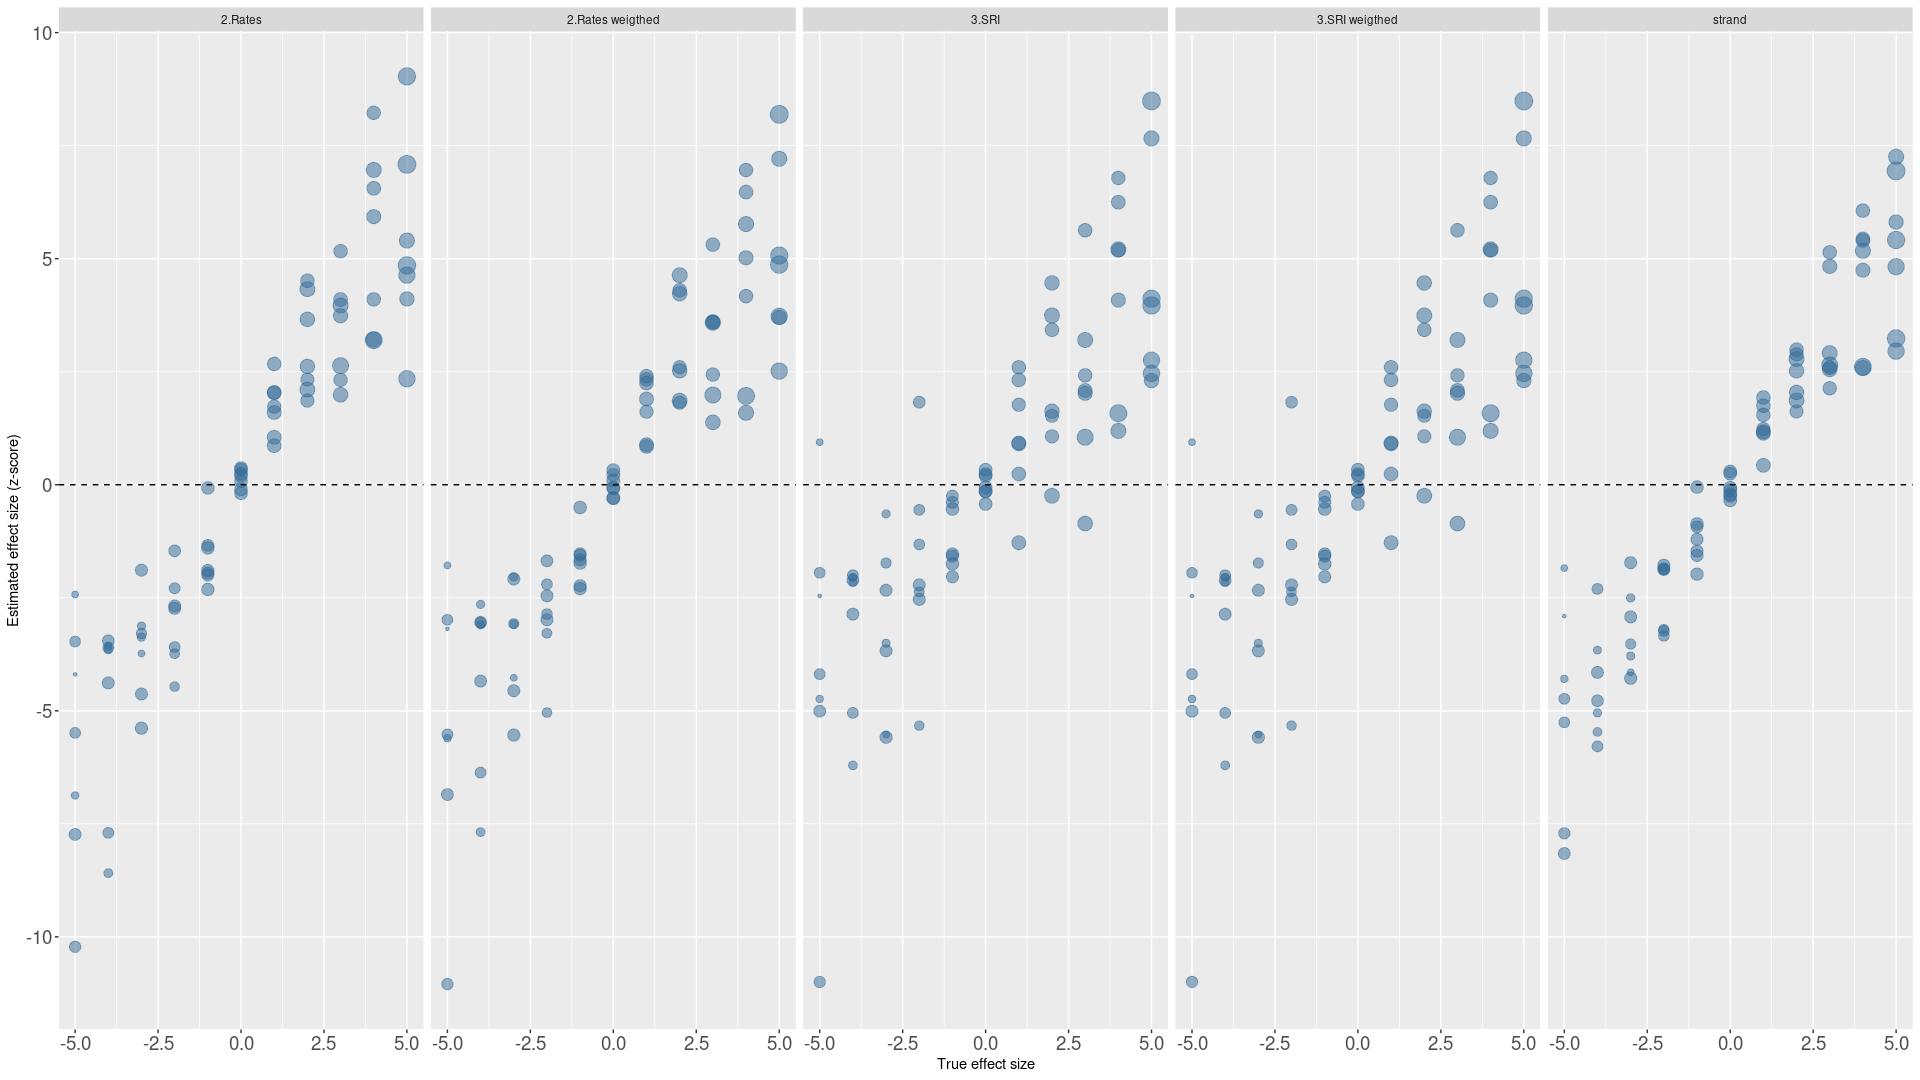 2.Rates
2.Rates weigthed
3.SRI
3.SRI weigthed
strand
10
5
0
-5
-10
Estimated effect size (z-score)
-5.0 -2.5 0.0 2.5 5.0
-5.0 -2.5 0.0 2.5 5.0
-5.0 -2.5 0.0 2.5 5.0
-5.0 -2.5 0.0 2.5 5.0
-5.0 -2.5 0.0 2.5 5.0
True effect size